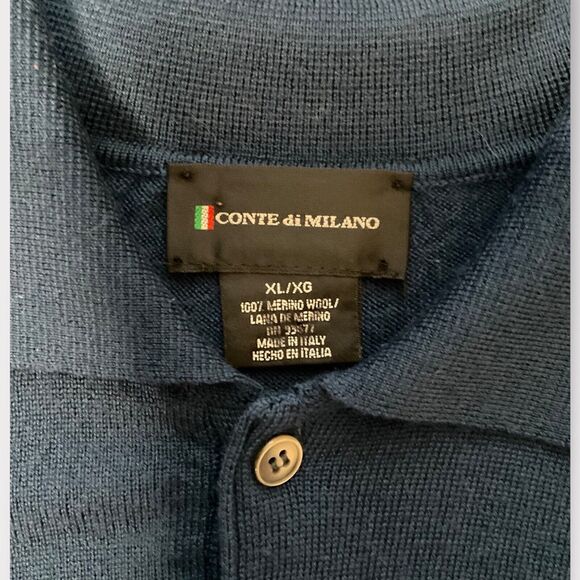 CONTE di MILANO
XL/XG
100% MERINO WOOL/
LANA DE MERINO
MADE IN ITALY
HECHO EN ITALIA